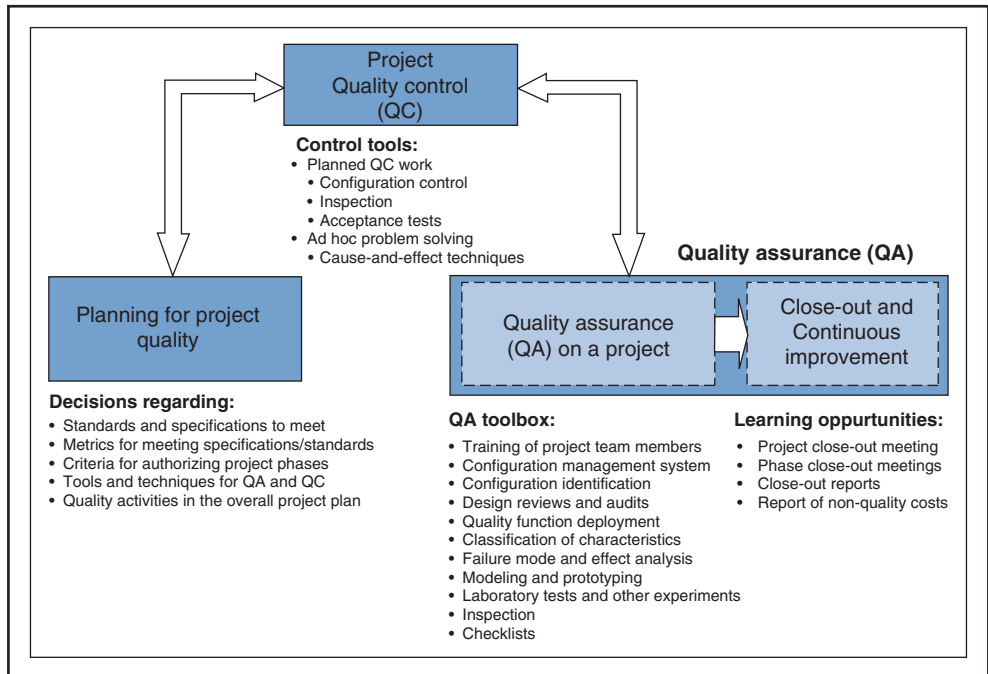 Project
Quality control
(QC)
Control tools:
• Planned QC work
• Configuration control
• Inspection
• Acceptance tests
• Ad hoc problem solving
• Cause-and-effect techniques
Planning for project
quality
Decisions regarding:
• Standards and specifications to meet
• Metrics for meeting specifications/standards
• Criteria for authorizing project phases
• Tools and techniques for QA and QC
• Quality activities in the overall project plan
Quality assurance (QA)
Quality assurance
(QA) on a project
Close-out and
Continuous
improvement
QA toolbox:
• Training of project team members
• Configuration management system
• Configuration identification
• Design reviews and audits
• Quality function deployment
• Classification of characteristics
• Failure mode and effect analysis
• Modeling and prototyping
• Laboratory tests and other experiments
• Inspection
• Checklists
Learning oppurtunities:
• Project close-out meeting
• Phase close-out meetings
• Close-out reports
• Report of non-quality costs